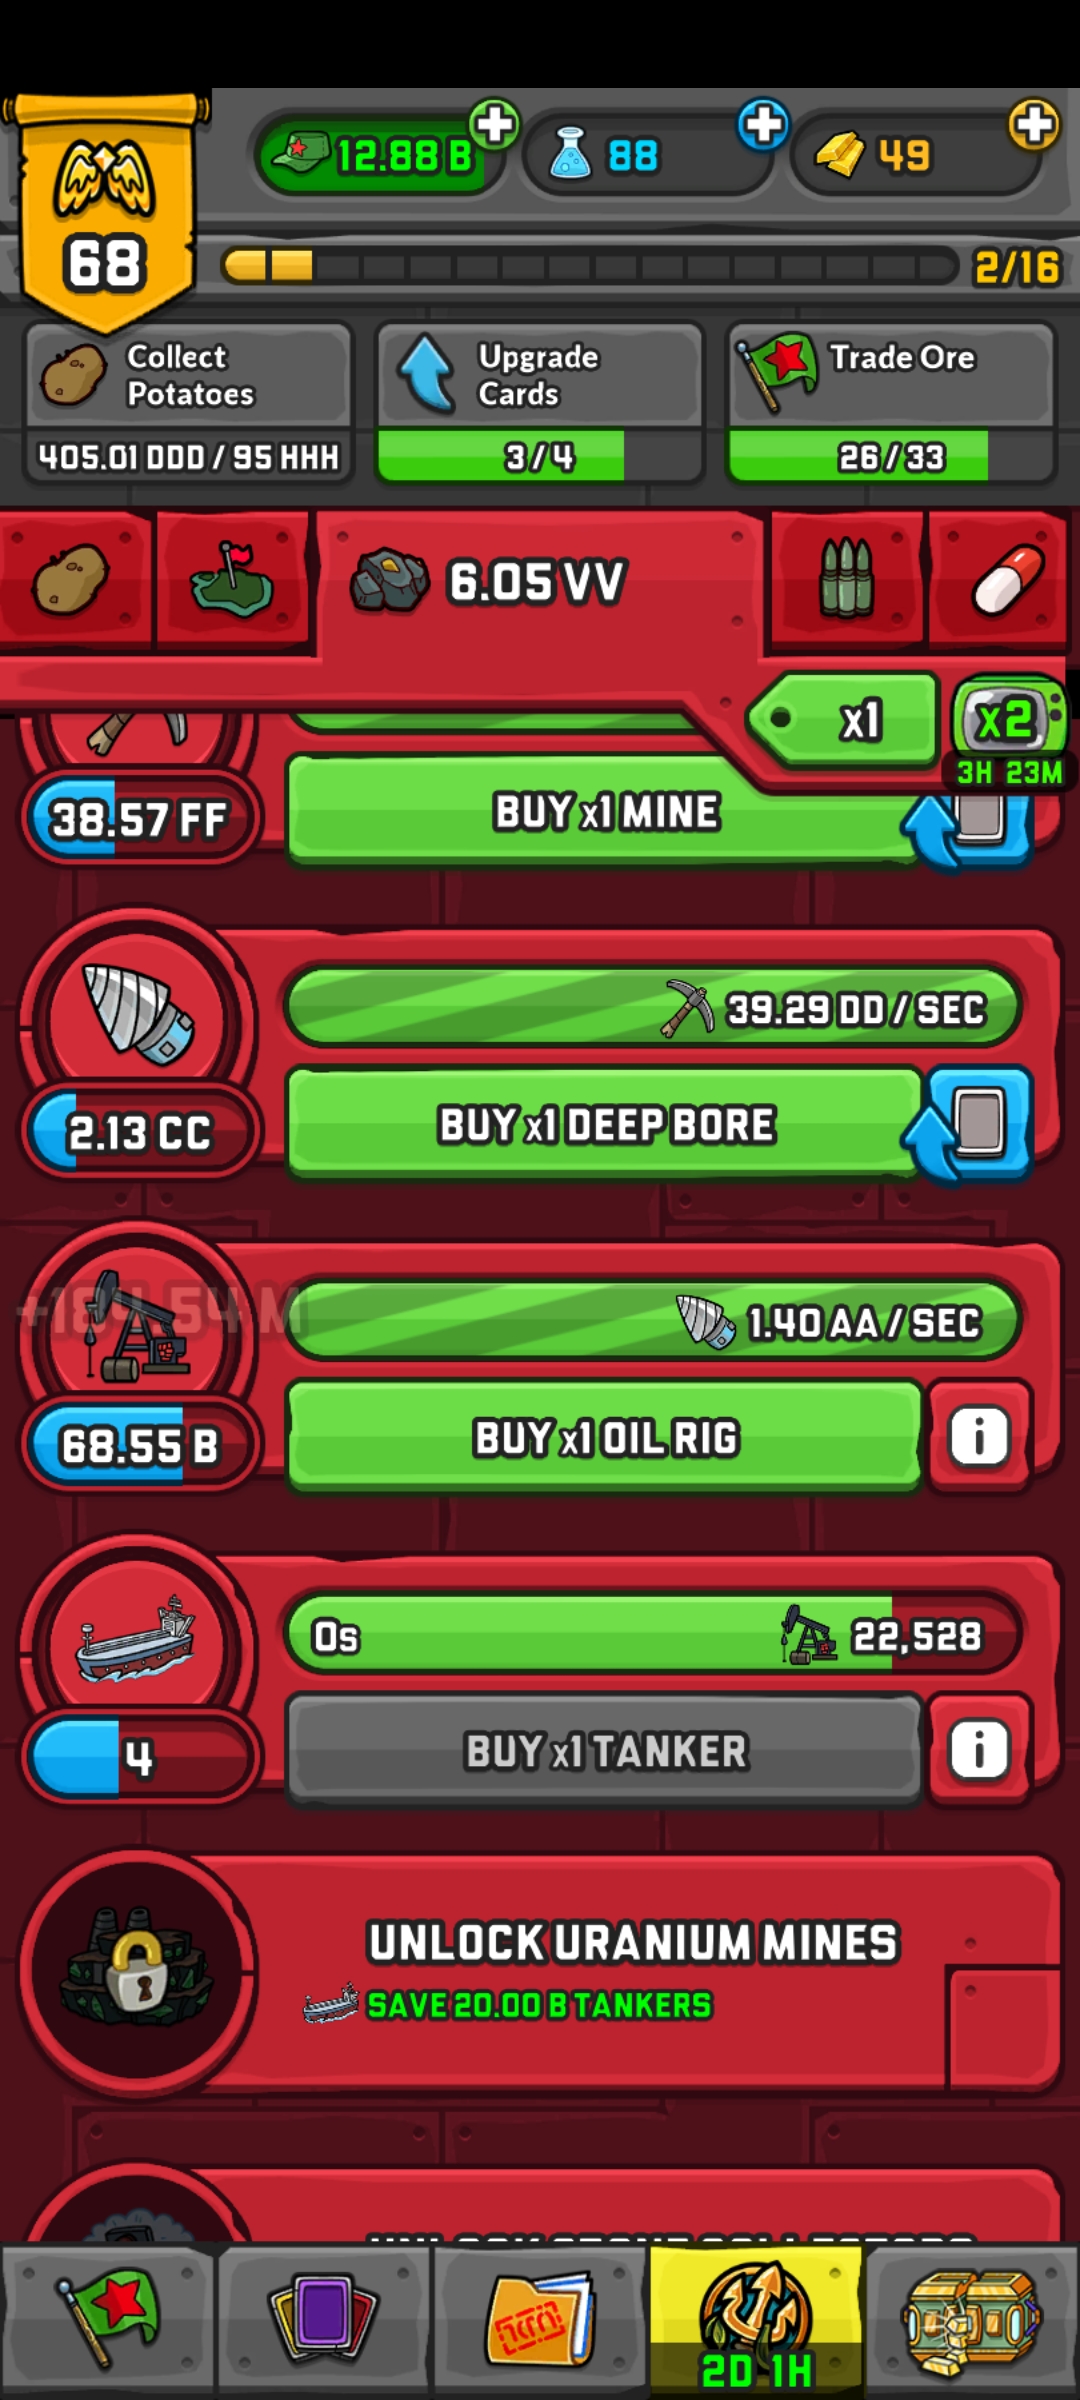 12.88 B
88
49
68
2/16
Collect
Potatoes
405.01 DDD / 95 HHH
Upgrade
Cards
3/4
Trade Ore
26/33
6.05 VV
x1
x2
3H 23M
38.57 FF
BUY x1 MINE
39.29 DD / SEC
2.13 CC
BUY x1 DEEP BORE
+184.54 M
1.40 AA / SEC
68.55 B
BUY x1 OIL RIG
i
0s
22,528
4
BUY x1 TANKER
i
UNLOCK URANIUM MINES
SAVE 20.00 B TANKERS
2D 1H